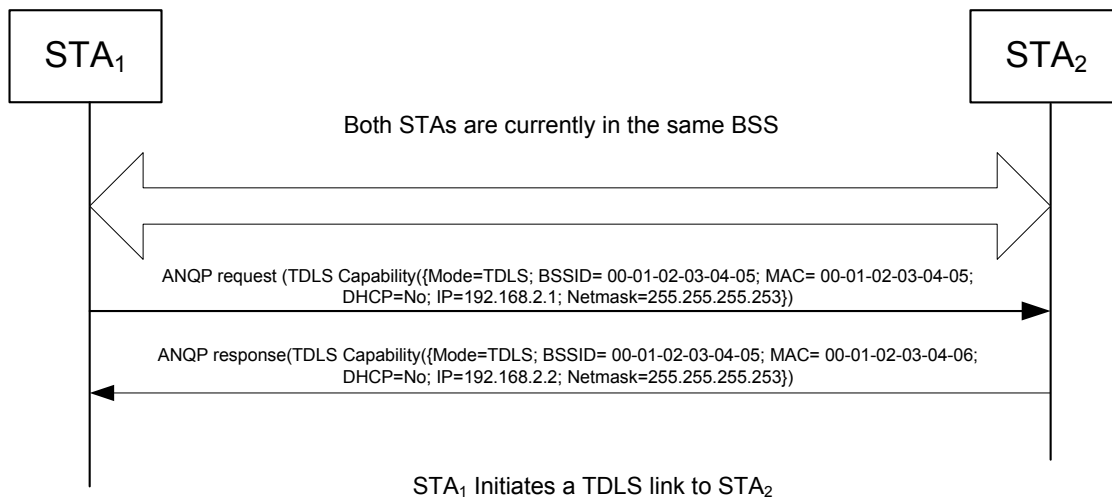 STA₁
STA₂
Both STAs are currently in the same BSS
ANQP request (TDLS Capability({Mode=TDLS; BSSID= 00-01-02-03-04-05; MAC= 00-01-02-03-04-05;
DHCP=No; IP=192.168.2.1; Netmask=255.255.255.253})
ANQP response(TDLS Capability({Mode=TDLS; BSSID= 00-01-02-03-04-05; MAC= 00-01-02-03-04-06;
DHCP=No; IP=192.168.2.2; Netmask=255.255.255.253})
STA₁ Initiates a TDLS link to STA₂